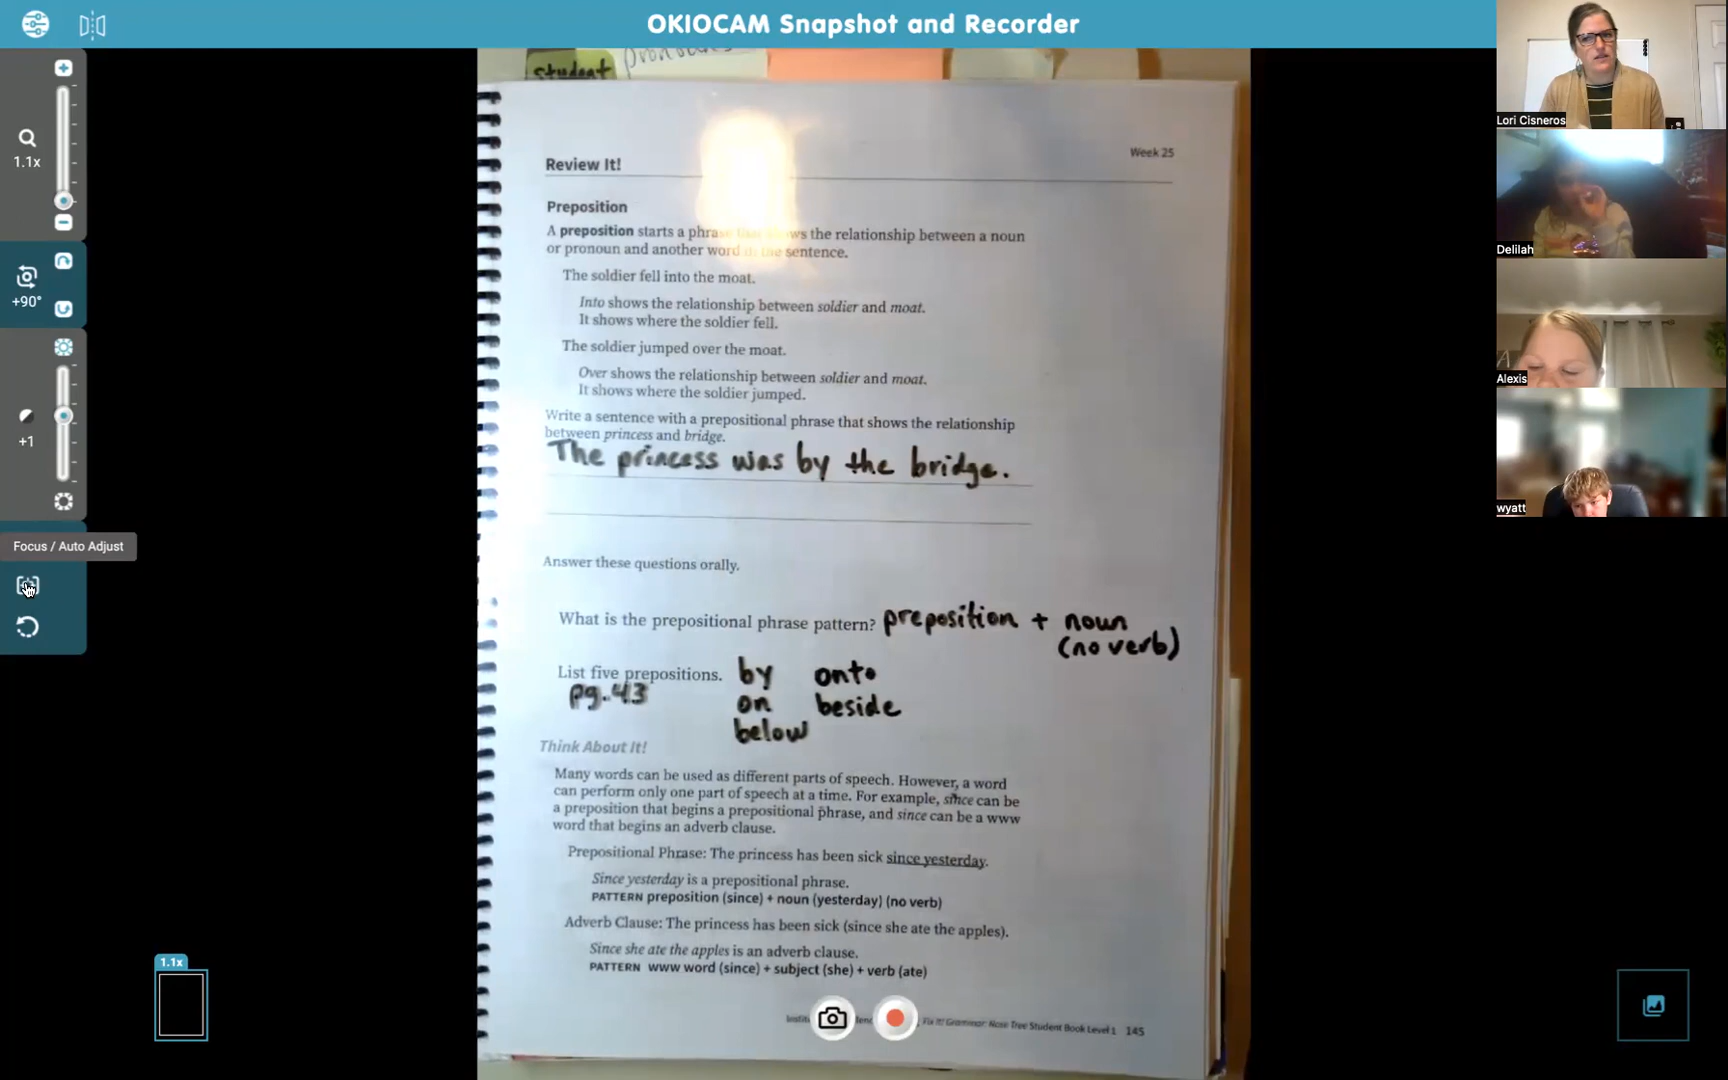 OKIOCAM Snapshot and Recorder
1.1x
+90°
+1
Focus / Auto Adjust
1.1x
student
Week 25
Review It!
Preposition
A preposition starts a phrase that shows the relationship between a noun
or pronoun and another word in the sentence.
The soldier fell into the moat.
Into shows the relationship between soldier and moat.
It shows where the soldier fell.
The soldier jumped over the moat.
Over shows the relationship between soldier and moat.
It shows where the soldier jumped.
Write a sentence with a prepositional phrase that shows the relationship
between princess and bridge.
The princess was by the bridge.
Answer these questions orally.
What is the prepositional phrase pattern? preposition + noun
(no verb)
List five prepositions. by onto
pg. 43 on beside
below
Think About It!
Many words can be used as different parts of speech. However, a word
can perform only one part of speech at a time. For example, since can be
a preposition that begins a prepositional phrase, and since can be a www
word that begins an adverb clause.
Prepositional Phrase: The princess has been sick since yesterday.
Since yesterday is a prepositional phrase.
PATTERN preposition (since) + noun (yesterday) (no verb)
Adverb Clause: The princess has been sick (since she ate the apples).
Since she ate the apples is an adverb clause.
PATTERN www word (since) + subject (she) + verb (ate)
Fix It! Grammar: Nose Tree Student Book Level 1 145
Lori Cisneros
Delilah
Alexis
wyatt